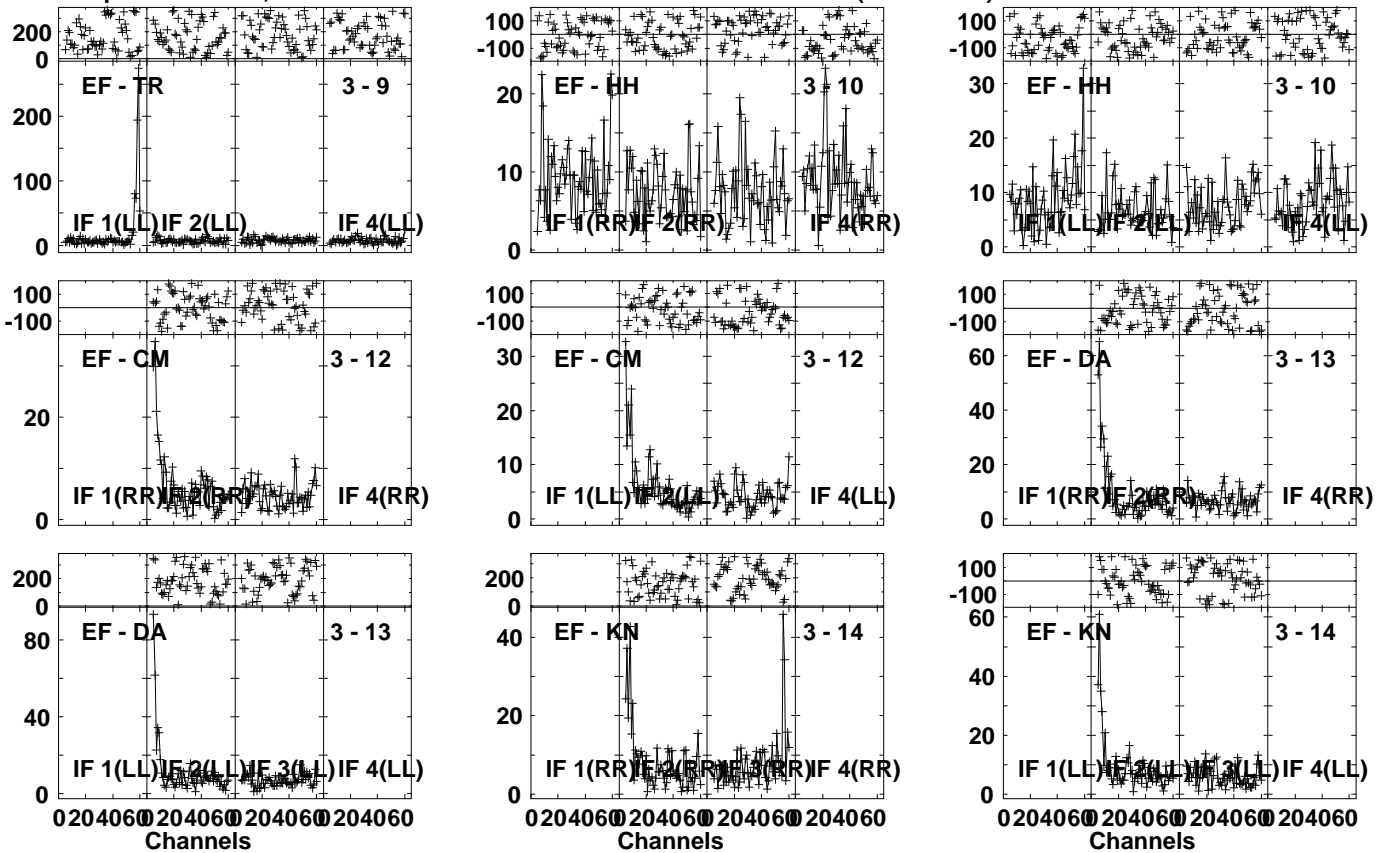 200
0
100
-100
100
-100
EF - TR 3 - 9
200
100
0
IF 1(LL) IF 2(LL) IF 4(LL)
EF - HH 3 - 10
20
10
0
IF 1(RR) IF 2(RR) IF 4(RR)
EF - HH 3 - 10
30
20
10
0
IF 1(LL) IF 2(LL) IF 4(LL)
100
-100
100
-100
100
-100
EF - CM 3 - 12
20
0
IF 1(RR) IF 2(RR) IF 4(RR)
EF - CM 3 - 12
30
20
10
0
IF 1(LL) IF 2(LL) IF 4(LL)
EF - DA 3 - 13
60
40
20
0
IF 1(RR) IF 2(RR) IF 4(RR)
200
0
200
0
100
-100
EF - DA 3 - 13
80
40
0
IF 1(LL) IF 2(LL) IF 3(LL) IF 4(LL)
0 20 40 60 0 20 40 60 0 20 40 60 0 20 40 60
Channels
EF - KN 3 - 14
40
20
0
IF 1(RR) IF 2(RR) IF 3(RR) IF 4(RR)
0 20 40 60 0 20 40 60 0 20 40 60 0 20 40 60
Channels
EF - KN 3 - 14
60
40
20
0
IF 1(LL) IF 2(LL) IF 3(LL) IF 4(LL)
0 20 40 60 0 20 40 60 0 20 40 60 0 20 40 60
Channels